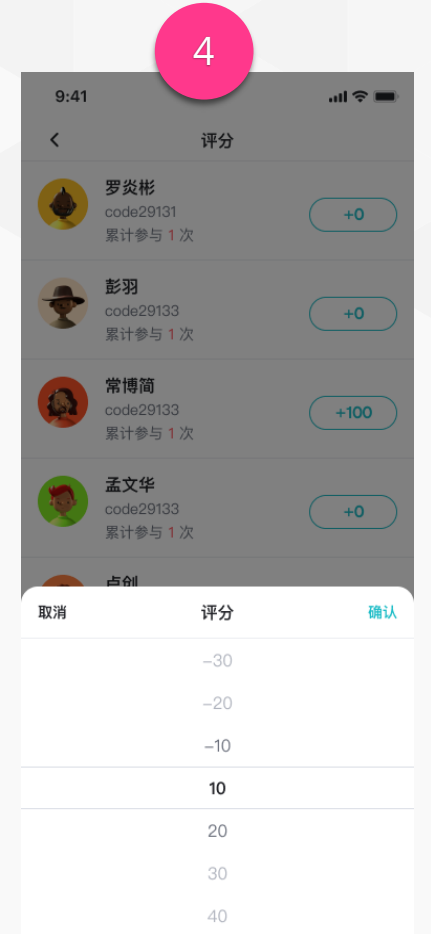 4
9:41
评分
罗炎彬
code29131
累计参与 1 次
+0
彭羽
code29133
累计参与 1 次
+0
常博简
code29133
累计参与 1 次
+100
孟文华
code29133
累计参与 1 次
+0
卢创
取消
评分
确认
−30
−20
−10
10
20
30
40